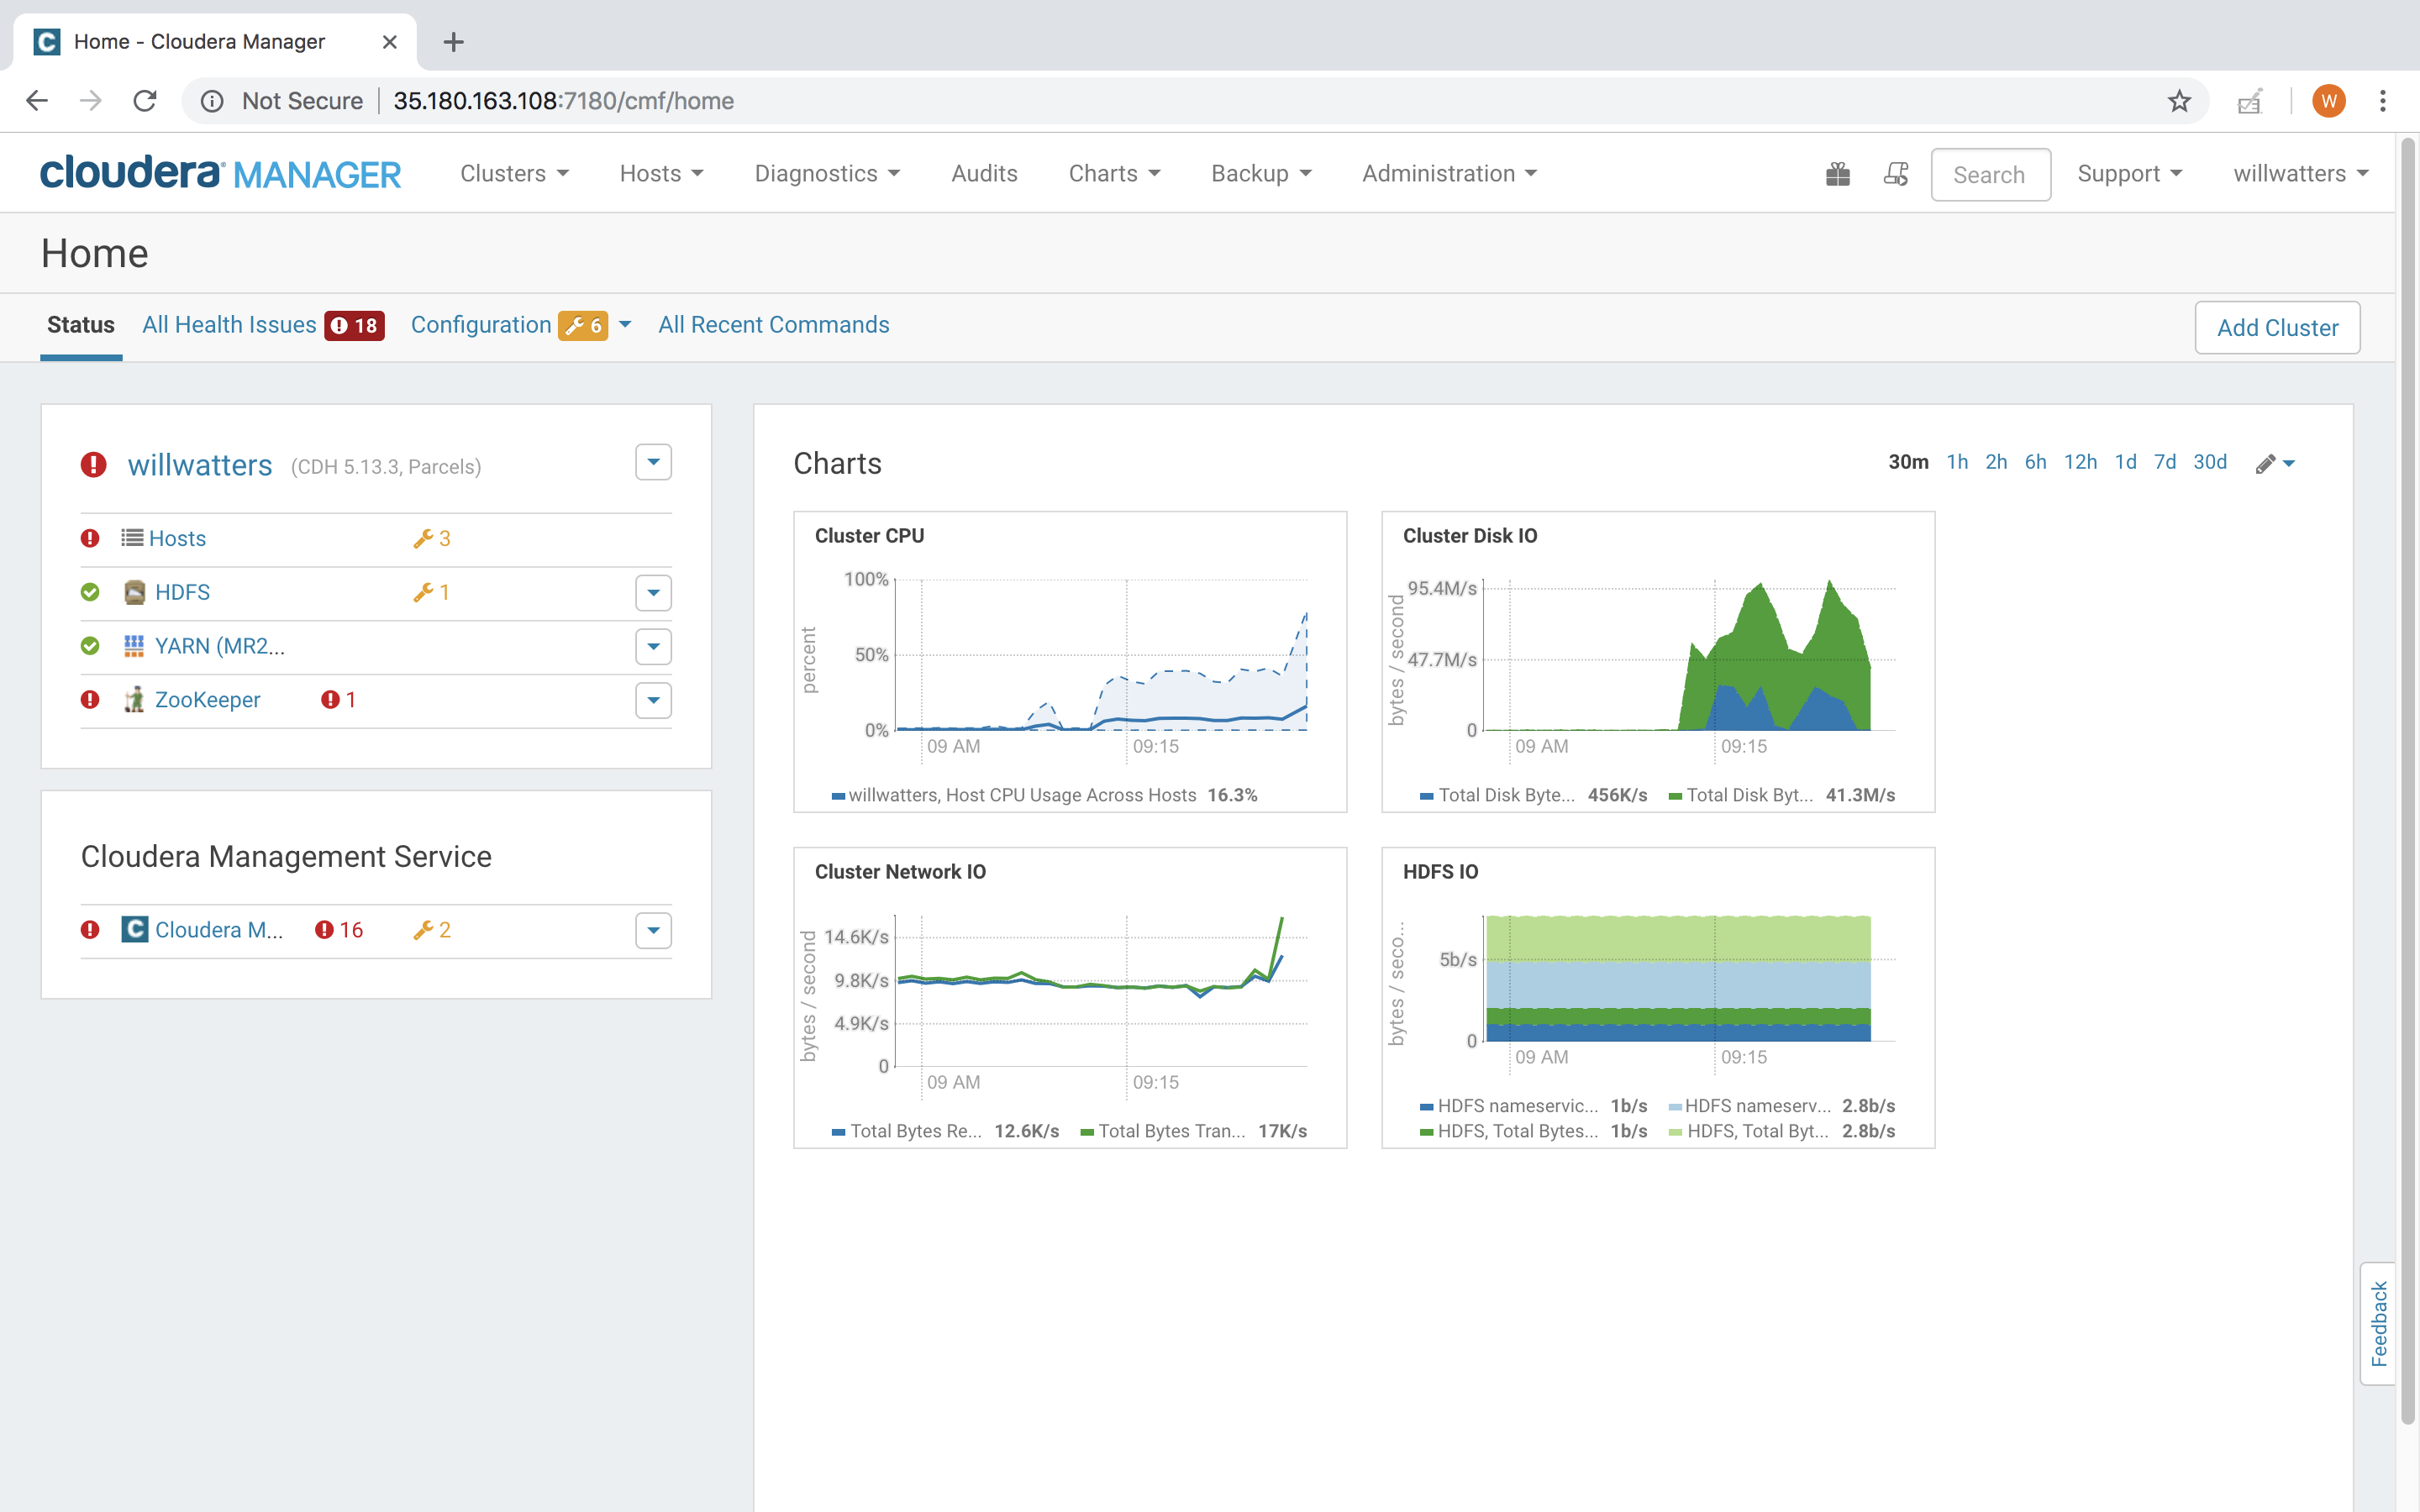 Home - Cloudera Manager
Not Secure | 35.180.163.108:7180/cmf/home
W
cloudera MANAGER Clusters Hosts Diagnostics Audits Charts Backup Administration Search Support willwatters
Home
Status All Health Issues 18 Configuration 6 All Recent Commands Add Cluster
willwatters (CDH 5.13.3, Parcels)
Hosts 3
HDFS 1
YARN (MR2...
ZooKeeper 1
Cloudera Management Service
Cloudera M... 16 2
Charts 30m 1h 2h 6h 12h 1d 7d 30d
Cluster CPU
percent
100%
50%
0%
09 AM 09:15
willwatters, Host CPU Usage Across Hosts 16.3%
Cluster Disk IO
bytes / second
95.4M/s
47.7M/s
0
09 AM 09:15
Total Disk Byte... 456K/s Total Disk Byt... 41.3M/s
Cluster Network IO
bytes / second
14.6K/s
9.8K/s
4.9K/s
0
09 AM 09:15
Total Bytes Re... 12.6K/s Total Bytes Tran... 17K/s
HDFS IO
bytes / seco...
5b/s
0
09 AM 09:15
HDFS nameservic... 1b/s HDFS nameserv... 2.8b/s
HDFS, Total Bytes... 1b/s HDFS, Total Byt... 2.8b/s
Feedback